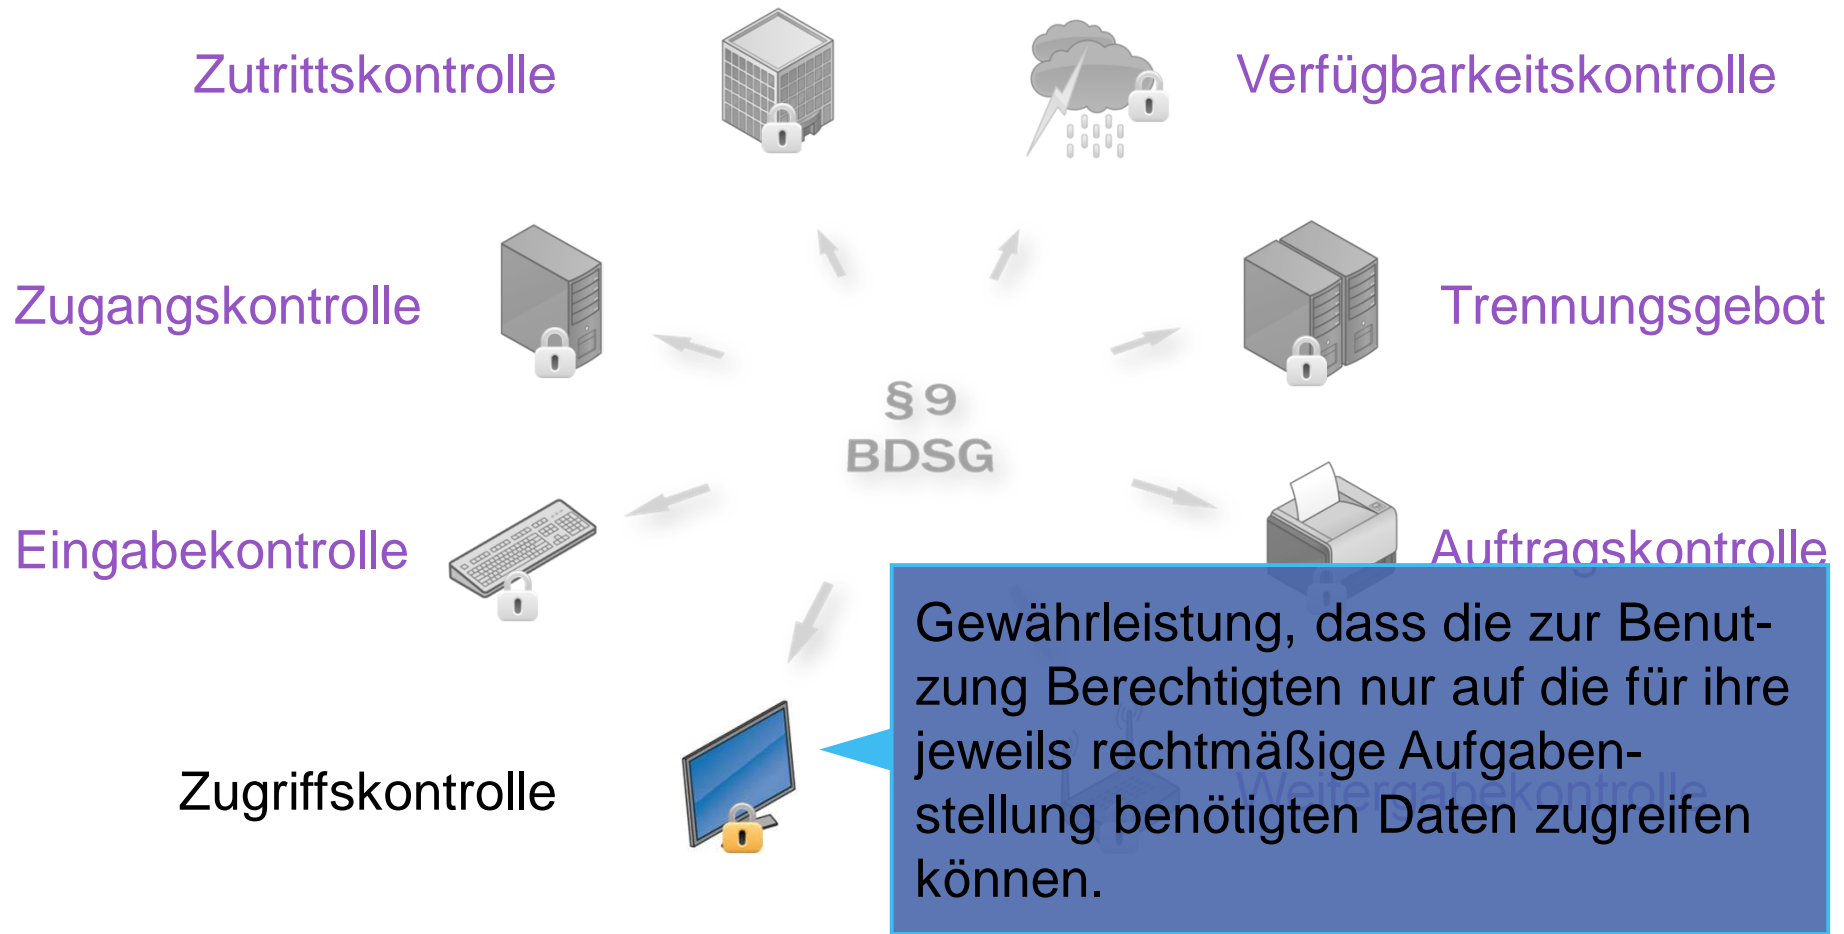 Zutrittskontrolle
Verfügbarkeitskontrolle
Zugangskontrolle
Trennungsgebot
§ 9
BDSG
Eingabekontrolle
Auftragskontrolle
Zugriffskontrolle
Weitergabekontrolle
Gewährleistung, dass die zur Benut-
zung Berechtigten nur auf die für ihre
jeweils rechtmäßige Aufgaben-
stellung benötigten Daten zugreifen
können.